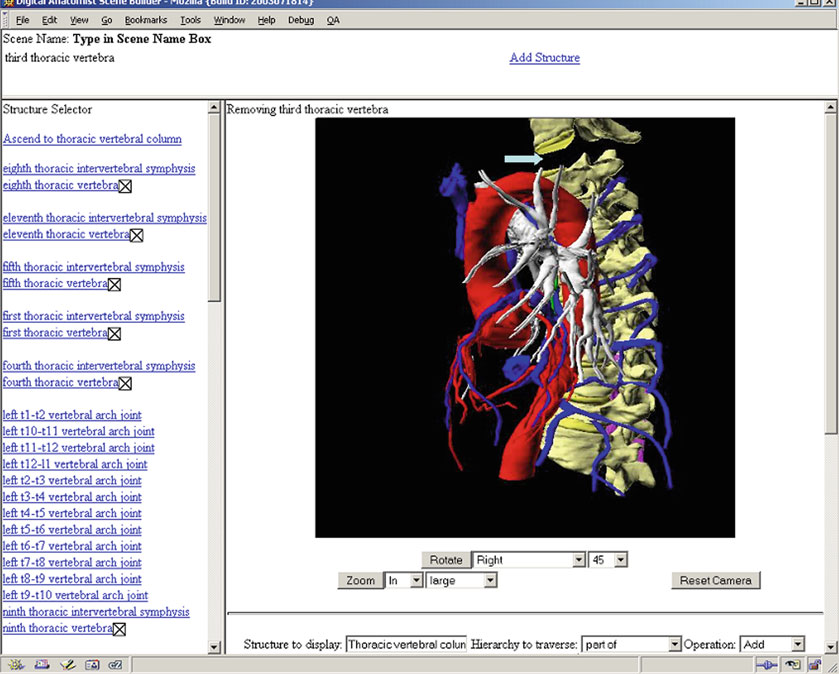 Digital Anatomist Scene Builder - Mozilla {Build ID: 2003071814}
File Edit View Go Bookmarks Tools Window Help Debug QA
Scene Name: Type in Scene Name Box
third thoracic vertebra
Add Structure
Structure Selector
Ascend to thoracic vertebral column
eighth thoracic intervertebral symphysis
eighth thoracic vertebra
eleventh thoracic intervertebral symphysis
eleventh thoracic vertebra
fifth thoracic intervertebral symphysis
fifth thoracic vertebra
first thoracic intervertebral symphysis
first thoracic vertebra
fourth thoracic intervertebral symphysis
fourth thoracic vertebra
left t1-t2 vertebral arch joint
left t10-t11 vertebral arch joint
left t11-t12 vertebral arch joint
left t12-l1 vertebral arch joint
left t2-t3 vertebral arch joint
left t3-t4 vertebral arch joint
left t4-t5 vertebral arch joint
left t5-t6 vertebral arch joint
left t6-t7 vertebral arch joint
left t7-t8 vertebral arch joint
left t8-t9 vertebral arch joint
left t9-t10 vertebral arch joint
ninth thoracic intervertebral symphysis
ninth thoracic vertebra
Removing third thoracic vertebra
Rotate Right 45
Zoom In large Reset Camera
Structure to display: Thoracic vertebral colun Hierarchy to traverse: part of Operation: Add